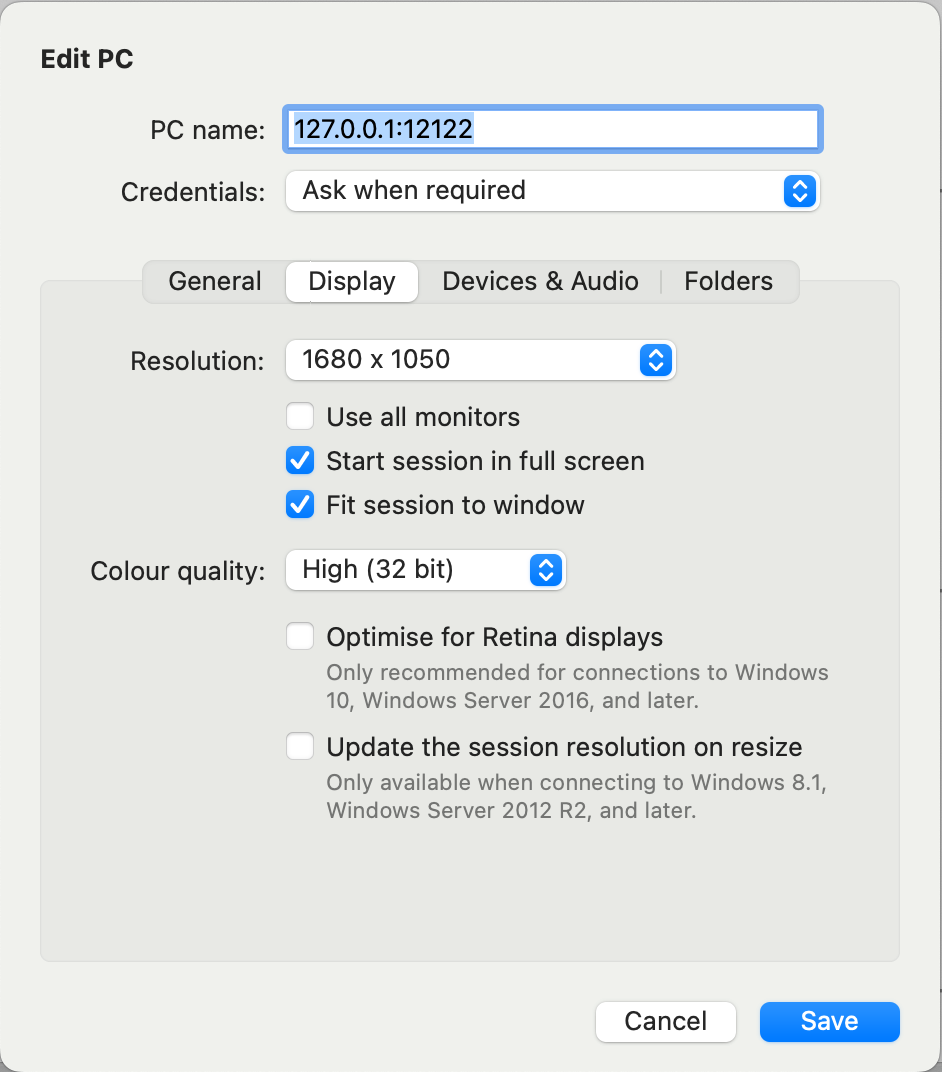 Edit PC
PC name: 127.0.0.1:12122
Credentials: Ask when required
General Display Devices & Audio Folders
Resolution: 1680 x 1050
Use all monitors
Start session in full screen
Fit session to window
Colour quality: High (32 bit)
Optimise for Retina displays
Only recommended for connections to Windows
10, Windows Server 2016, and later.
Update the session resolution on resize
Only available when connecting to Windows 8.1,
Windows Server 2012 R2, and later.
Cancel Save